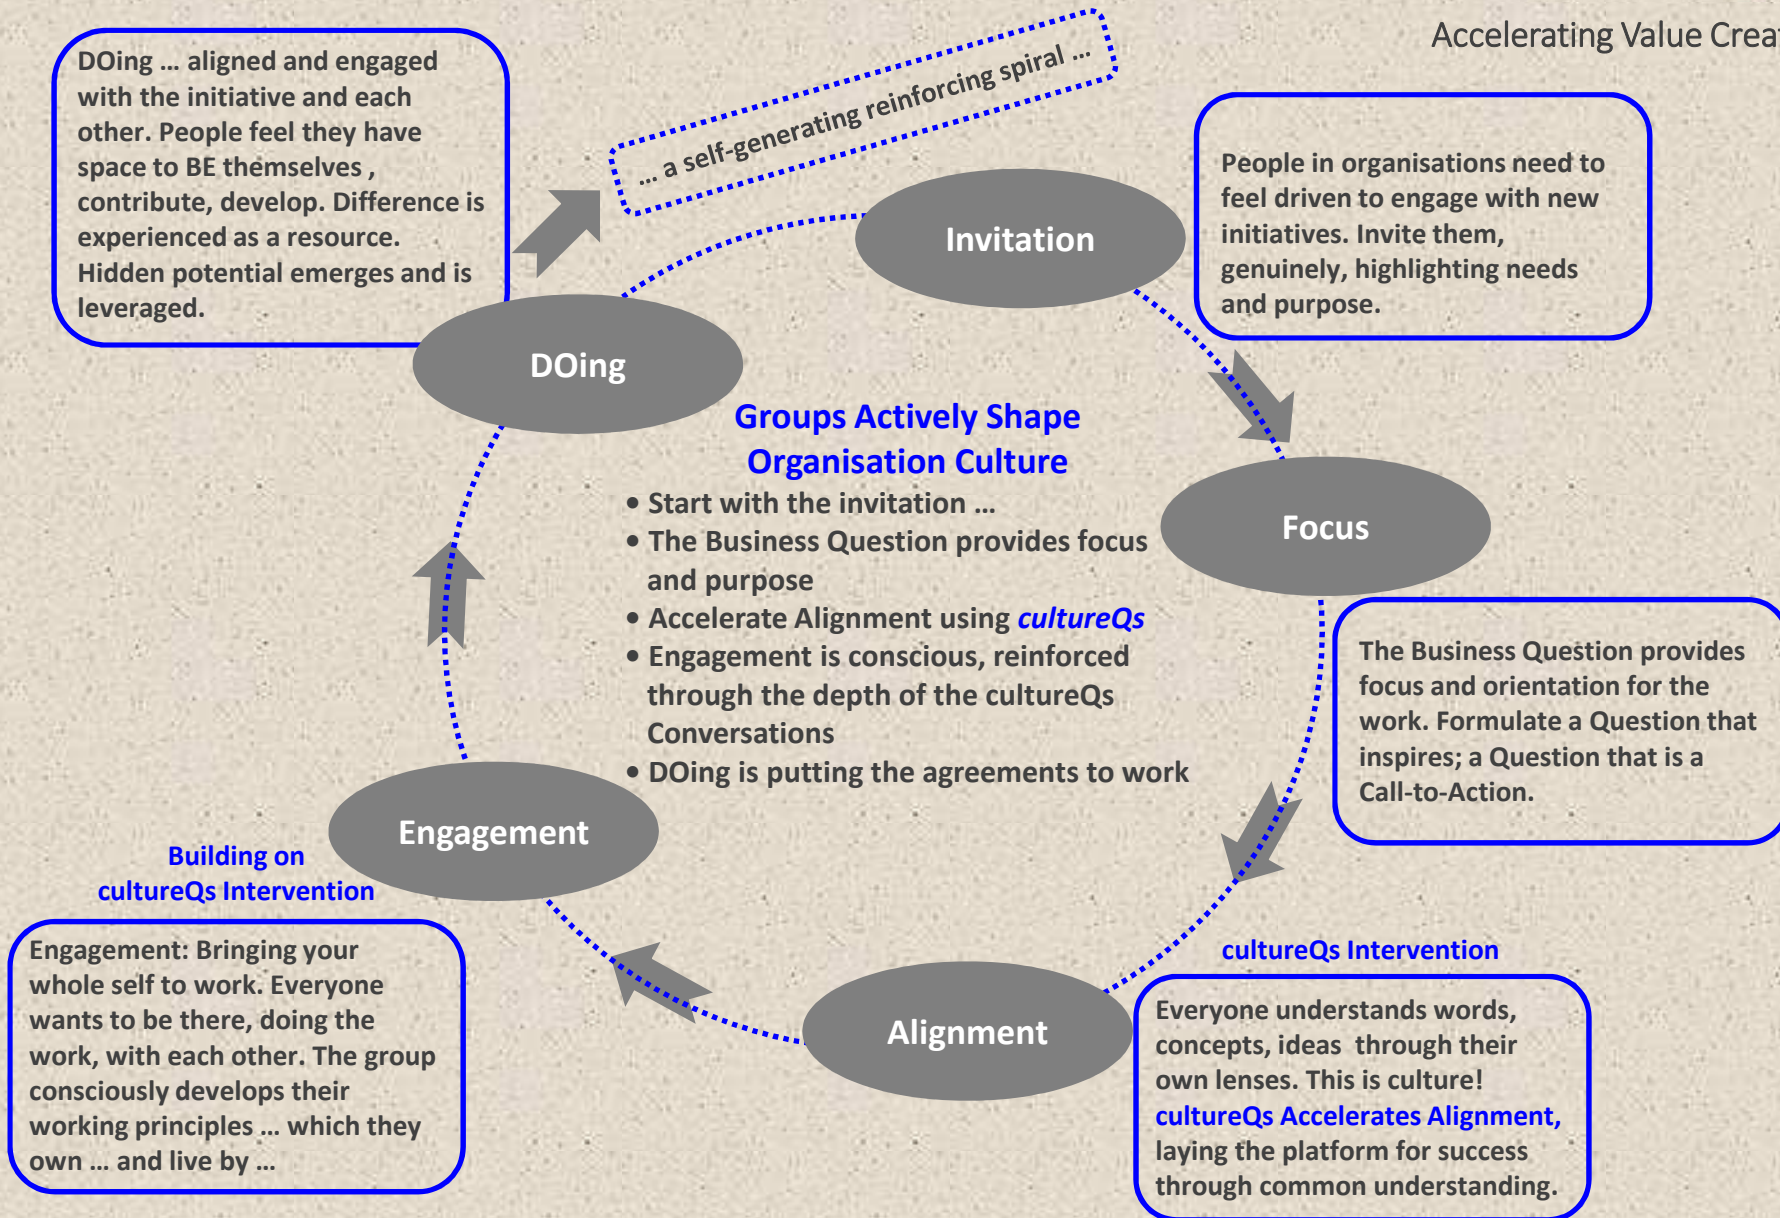 Accelerating Value Creat
DOing … aligned and engaged
with the initiative and each
other. People feel they have
space to BE themselves ,
contribute, develop. Difference is
experienced as a resource.
Hidden potential emerges and is
leveraged.
… a self-generating reinforcing spiral …
Invitation
People in organisations need to
feel driven to engage with new
initiatives. Invite them,
genuinely, highlighting needs
and purpose.
DOing
Groups Actively Shape
Organisation Culture
• Start with the invitation …
• The Business Question provides focus
and purpose
• Accelerate Alignment using cultureQs
• Engagement is conscious, reinforced
through the depth of the cultureQs
Conversations
• DOing is putting the agreements to work
Focus
The Business Question provides
focus and orientation for the
work. Formulate a Question that
inspires; a Question that is a
Call-to-Action.
Engagement
Building on
cultureQs Intervention
Engagement: Bringing your
whole self to work. Everyone
wants to be there, doing the
work, with each other. The group
consciously develops their
working principles … which they
own … and live by …
Alignment
cultureQs Intervention
Everyone understands words,
concepts, ideas  through their
own lenses. This is culture!
cultureQs Accelerates Alignment,
laying the platform for success
through common understanding.